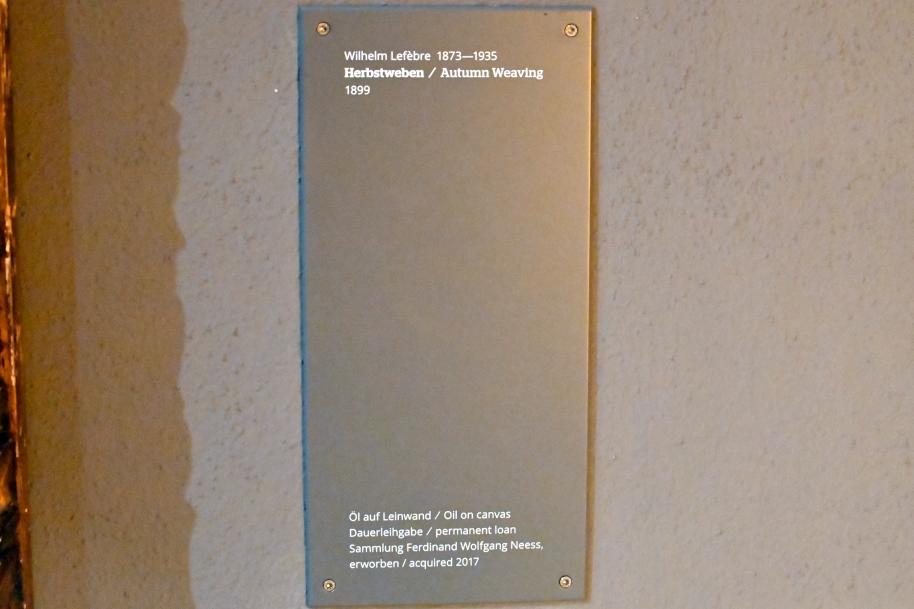 Wilhelm Lefèbre 1873—1935
Herbstweben / Autumn Weaving
1899
Öl auf Leinwand / Oil on canvas
Dauerleihgabe / permanent loan
Sammlung Ferdinand Wolfgang Neess,
erworben / acquired 2017